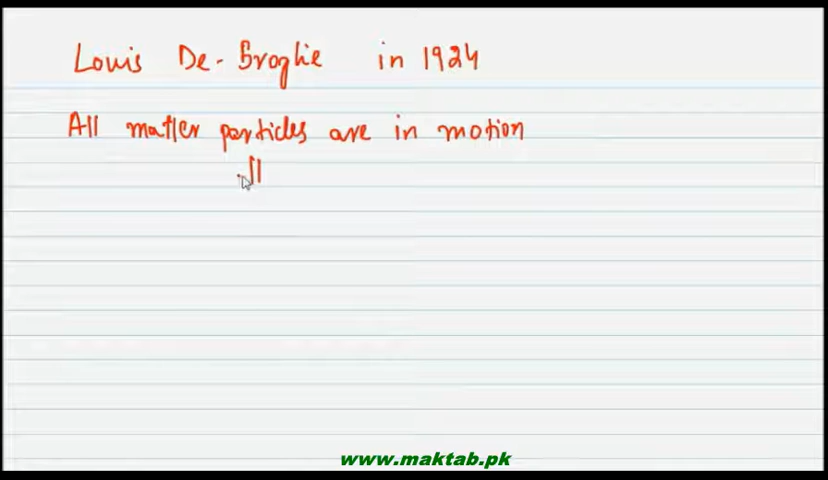 Louis De-Broglie in 1924
All matter particles are in motion
www.maktab.pk